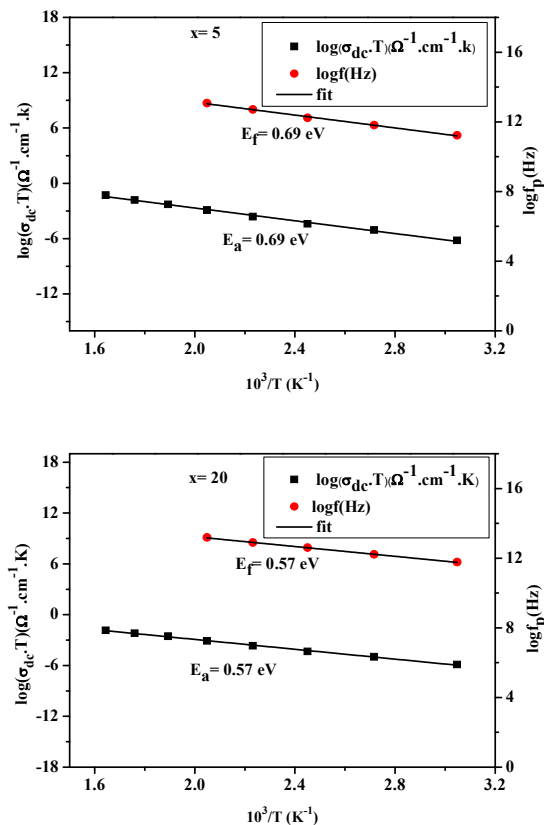 x= 5
log(σdc.T)(Ω-1.cm-1.k)
logf(Hz)
fit
Ef= 0.69 eV
Ea= 0.69 eV
18
12
6
0
-6
-12
log(σdc.T)(Ω-1.cm-1.k)
16
12
8
4
0
logfp(Hz)
1.6 2.0 2.4 2.8 3.2
10^3/T (K-1)
x= 20
log(σdc.T)(Ω-1.cm-1.K)
logf(Hz)
fit
Ef= 0.57 eV
Ea= 0.57 eV
18
12
6
0
-6
-12
-18
log(σdc.T)(Ω-1.cm-1.K)
16
12
8
4
0
logfp(Hz)
1.6 2.0 2.4 2.8 3.2
10^3/T (K-1)